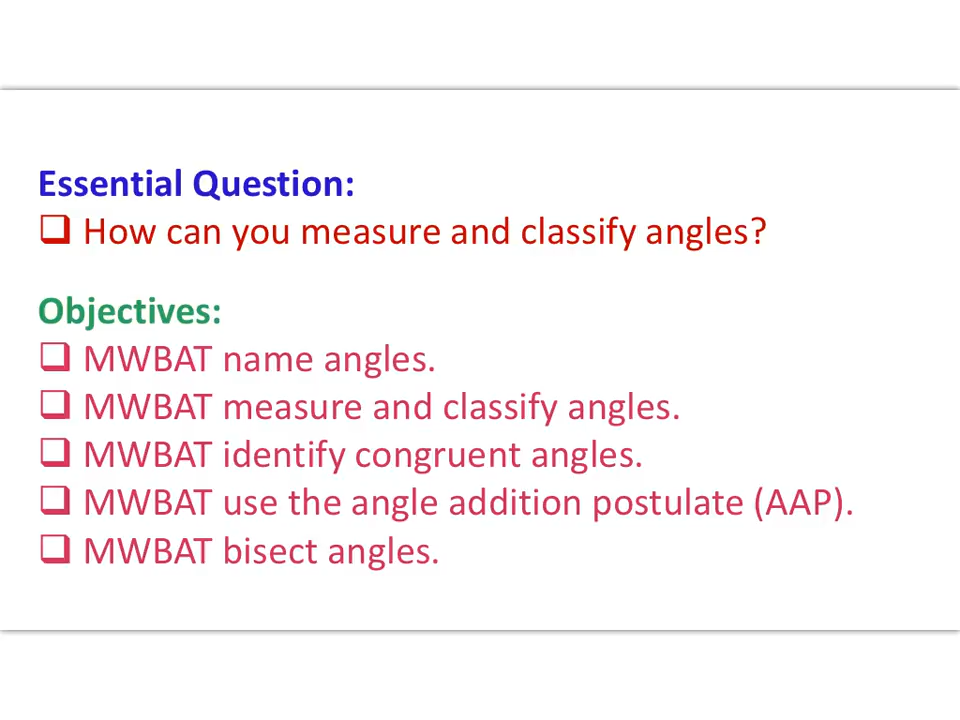 Essential Question:
❑ How can you measure and classify angles?
Objectives:
❑ MWBAT name angles.
❑ MWBAT measure and classify angles.
❑ MWBAT identify congruent angles.
❑ MWBAT use the angle addition postulate (AAP).
❑ MWBAT bisect angles.